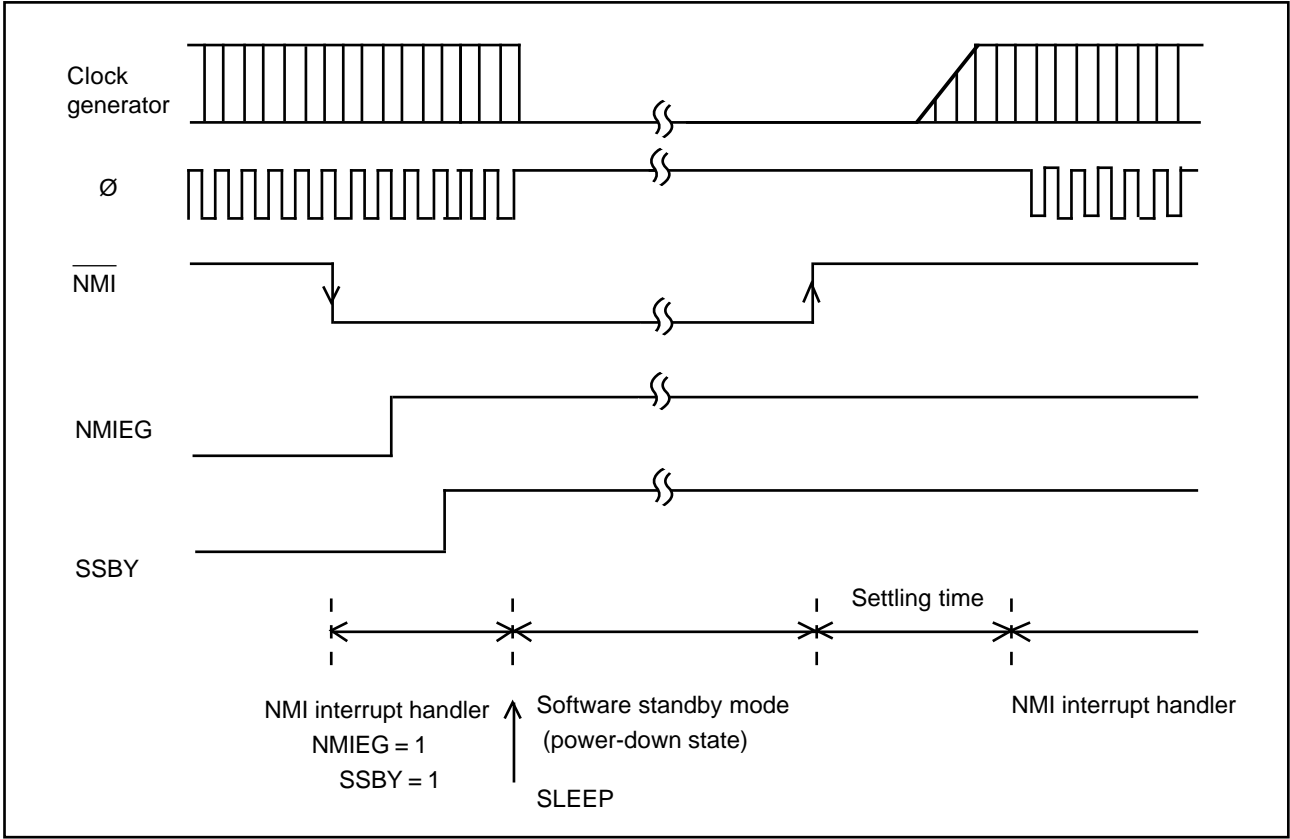 Clock
generator
Ø
NMI
NMIEG
SSBY
Settling time
NMI interrupt handler
NMIEG = 1
SSBY = 1
Software standby mode
(power-down state)
SLEEP
NMI interrupt handler